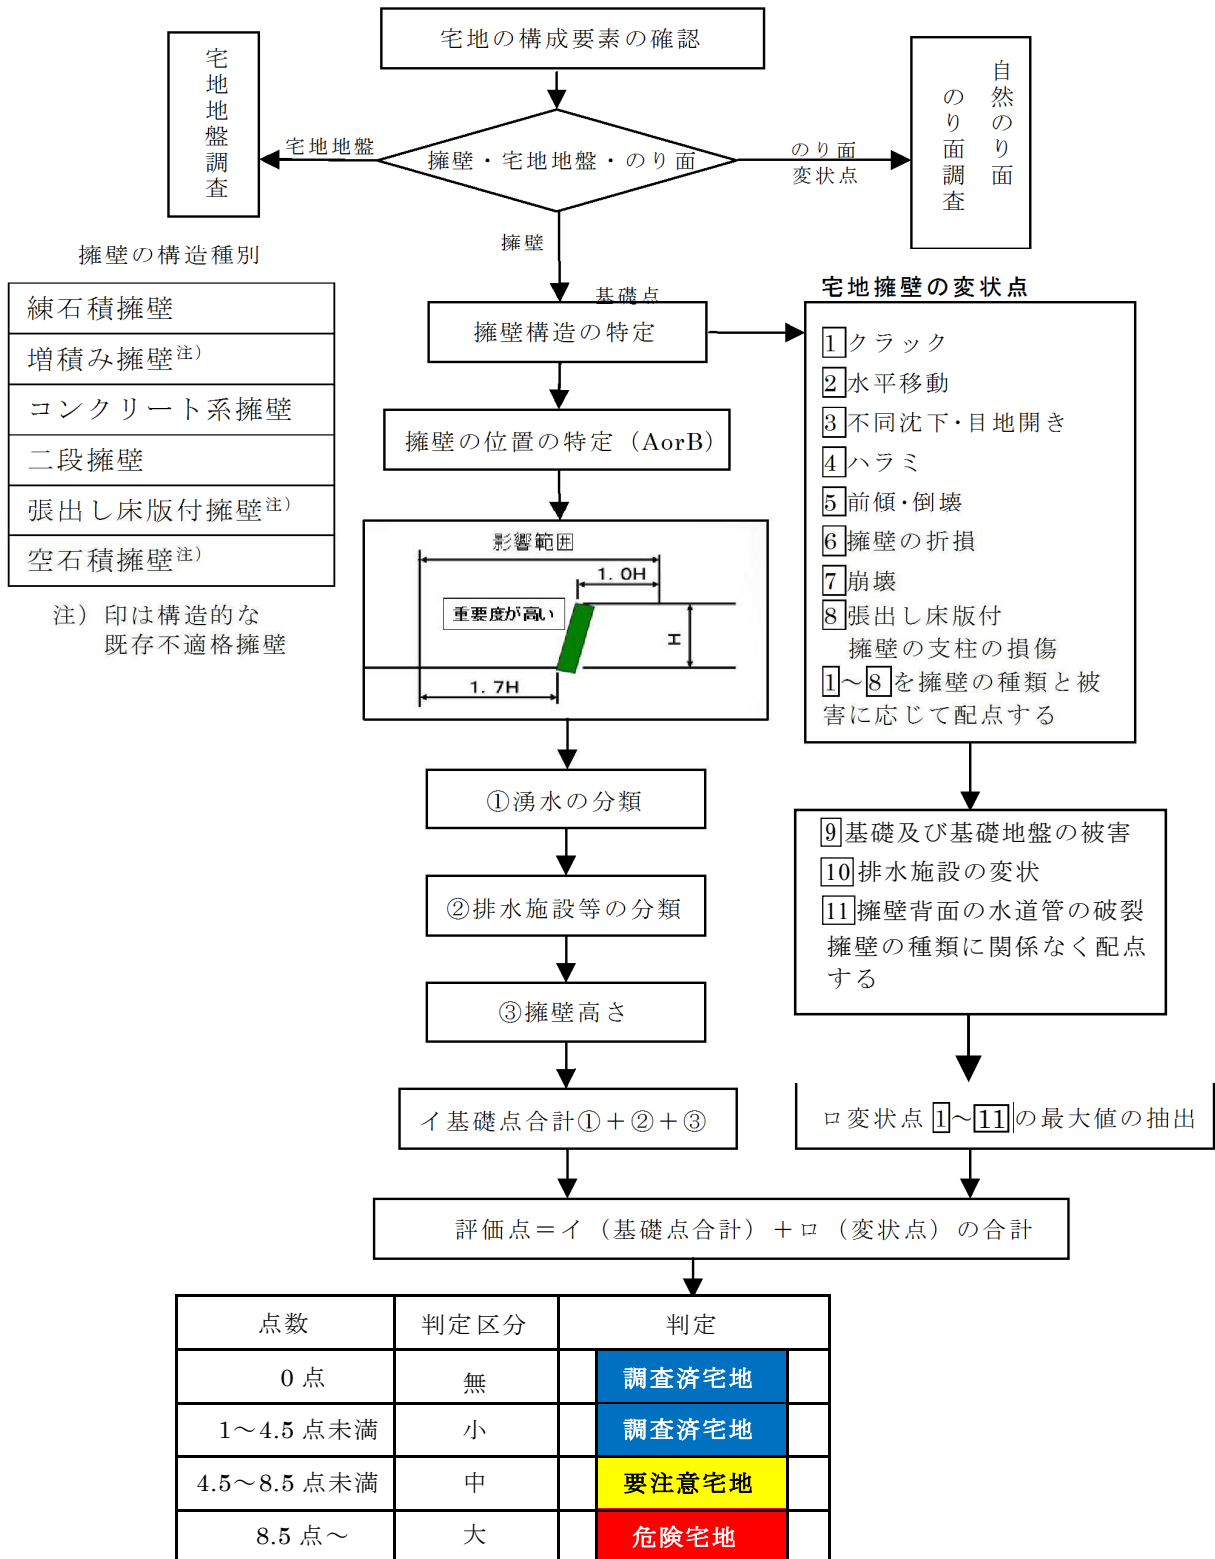 宅地の構成要素の確認
宅地地盤調査
自然のり面
のり面調査
宅地地盤
擁壁・宅地地盤・のり面
のり面
変状点
擁壁
擁壁の構造種別
練石積擁壁
増積み擁壁注）
コンクリート系擁壁
二段擁壁
張出し床版付擁壁注）
空石積擁壁注）
注）印は構造的な
既存不適格擁壁
基礎点
擁壁構造の特定
擁壁の位置の特定（AorB）
影響範囲
1.0H
重要度が高い
H
1.7H
①湧水の分類
②排水施設等の分類
③擁壁高さ
イ基礎点合計①＋②＋③
宅地擁壁の変状点
1クラック
2水平移動
3不同沈下・目地開き
4ハラミ
5前傾・倒壊
6擁壁の折損
7崩壊
8張出し床版付
擁壁の支柱の損傷
1～8を擁壁の種類と被
害に応じて配点する
9基礎及び基礎地盤の被害
10排水施設の変状
11擁壁背面の水道管の破裂
擁壁の種類に関係なく配点
する
ロ変状点1～11の最大値の抽出
評価点＝イ（基礎点合計）＋ロ（変状点）の合計
点数 判定区分 判定
0点 無 調査済宅地
1～4.5点未満 小 調査済宅地
4.5～8.5点未満 中 要注意宅地
8.5点～ 大 危険宅地